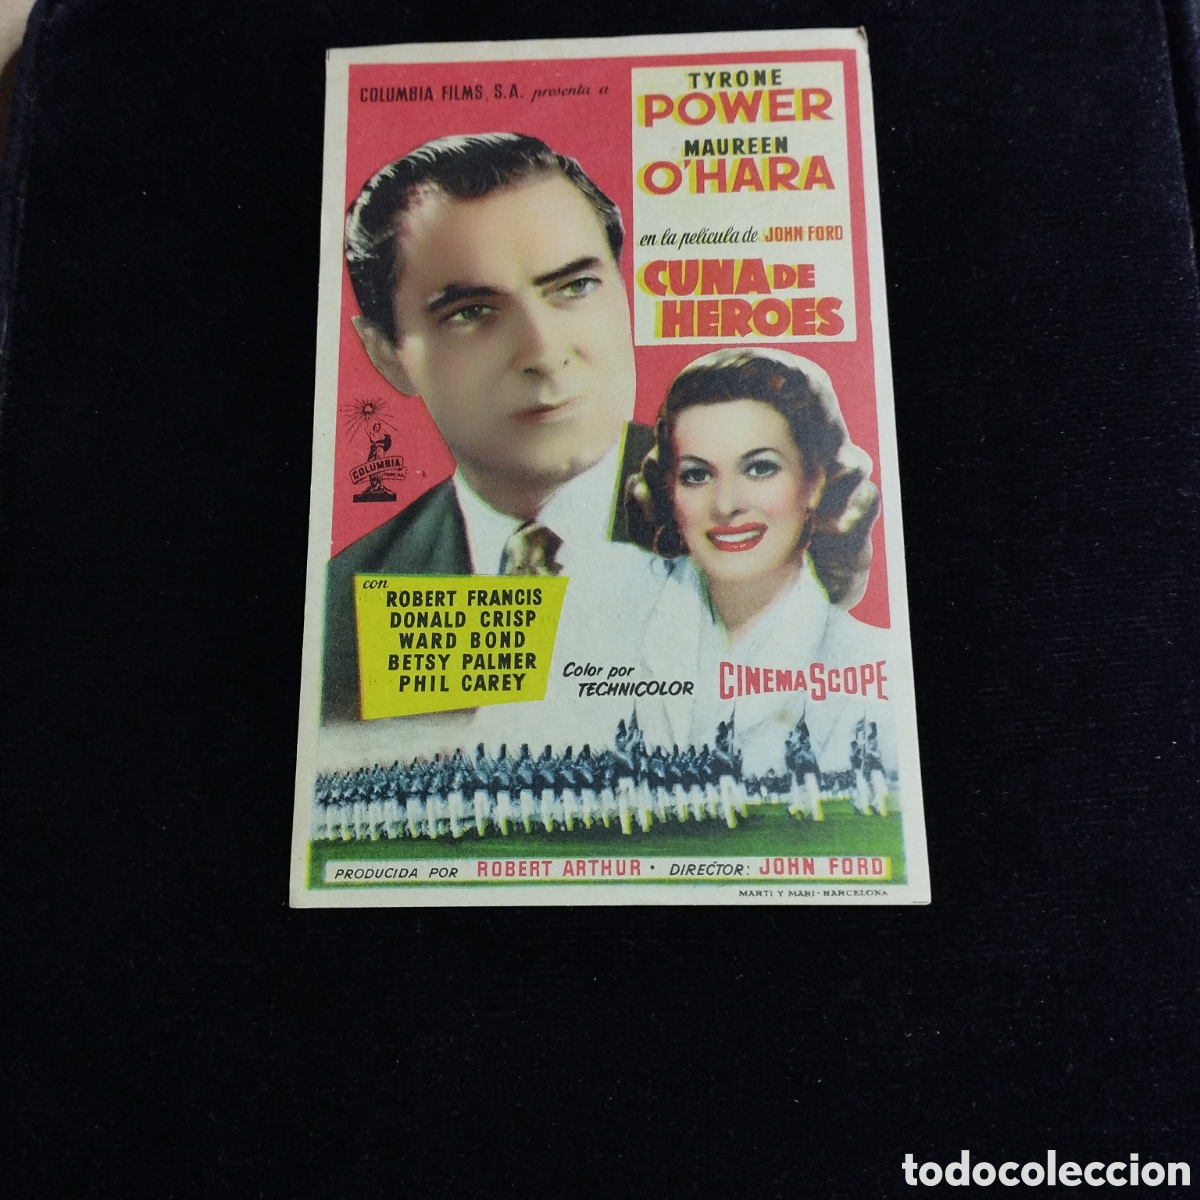 COLUMBIA FILMS, S.A. presenta a
TYRONE
POWER
MAUREEN
O'HARA
en la película de JOHN FORD
CUNA DE
HEROES
COLUMBIA
con
ROBERT FRANCIS
DONALD CRISP
WARD BOND
BETSY PALMER
PHIL CAREY
Color por
TECHNICOLOR
CINEMASCOPE
PRODUCIDA POR ROBERT ARTHUR · DIRECTOR: JOHN FORD
MARTI Y MARI - BARCELONA
todocoleccion